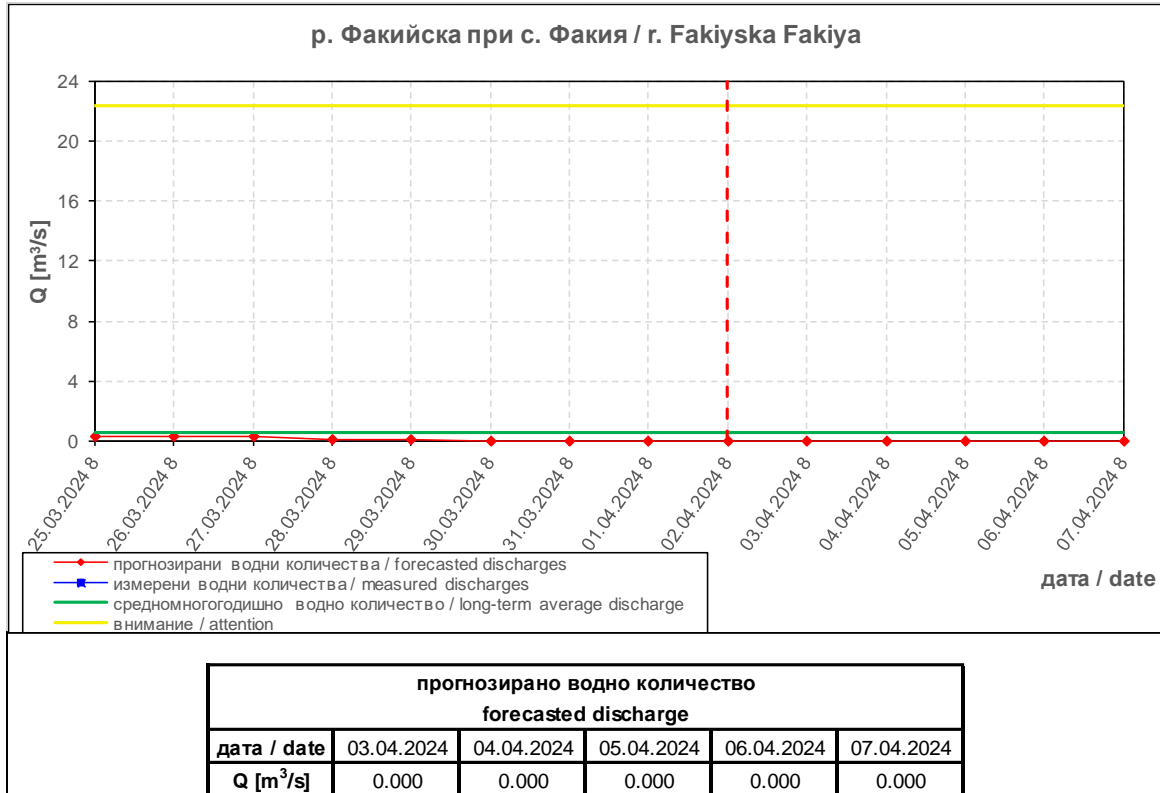 р. Факийска при с. Факия / r. Fakiyska Fakiya
24
20
16
12
8
4
0
Q [m³/s]
25.03.2024 8
26.03.2024 8
27.03.2024 8
28.03.2024 8
29.03.2024 8
30.03.2024 8
31.03.2024 8
01.04.2024 8
02.04.2024 8
03.04.2024 8
04.04.2024 8
05.04.2024 8
06.04.2024 8
07.04.2024 8
дата / date
прогнозирани водни количества / forecasted discharges
измерени водни количества / measured discharges
средномногогодишно водно количество / long-term average discharge
внимание / attention
прогнозирано водно количество
forecasted discharge
дата / date 03.04.2024 04.04.2024 05.04.2024 06.04.2024 07.04.2024
Q [m³/s] 0.000 0.000 0.000 0.000 0.000